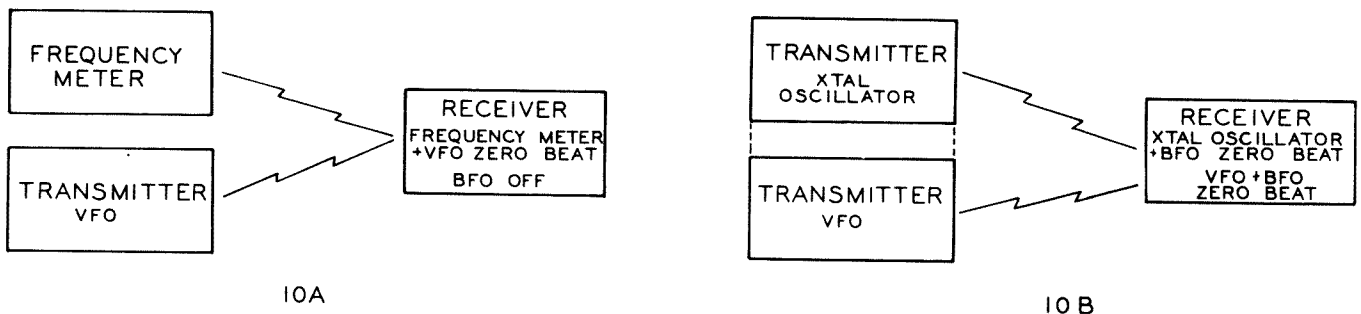 FREQUENCY
METER
TRANSMITTER
VFO
RECEIVER
FREQUENCY METER
+VFO ZERO BEAT
BFO OFF
10A
TRANSMITTER
XTAL
OSCILLATOR
TRANSMITTER
VFO
RECEIVER
XTAL OSCILLATOR
+BFO ZERO BEAT
VFO+BFO
ZERO BEAT
10B